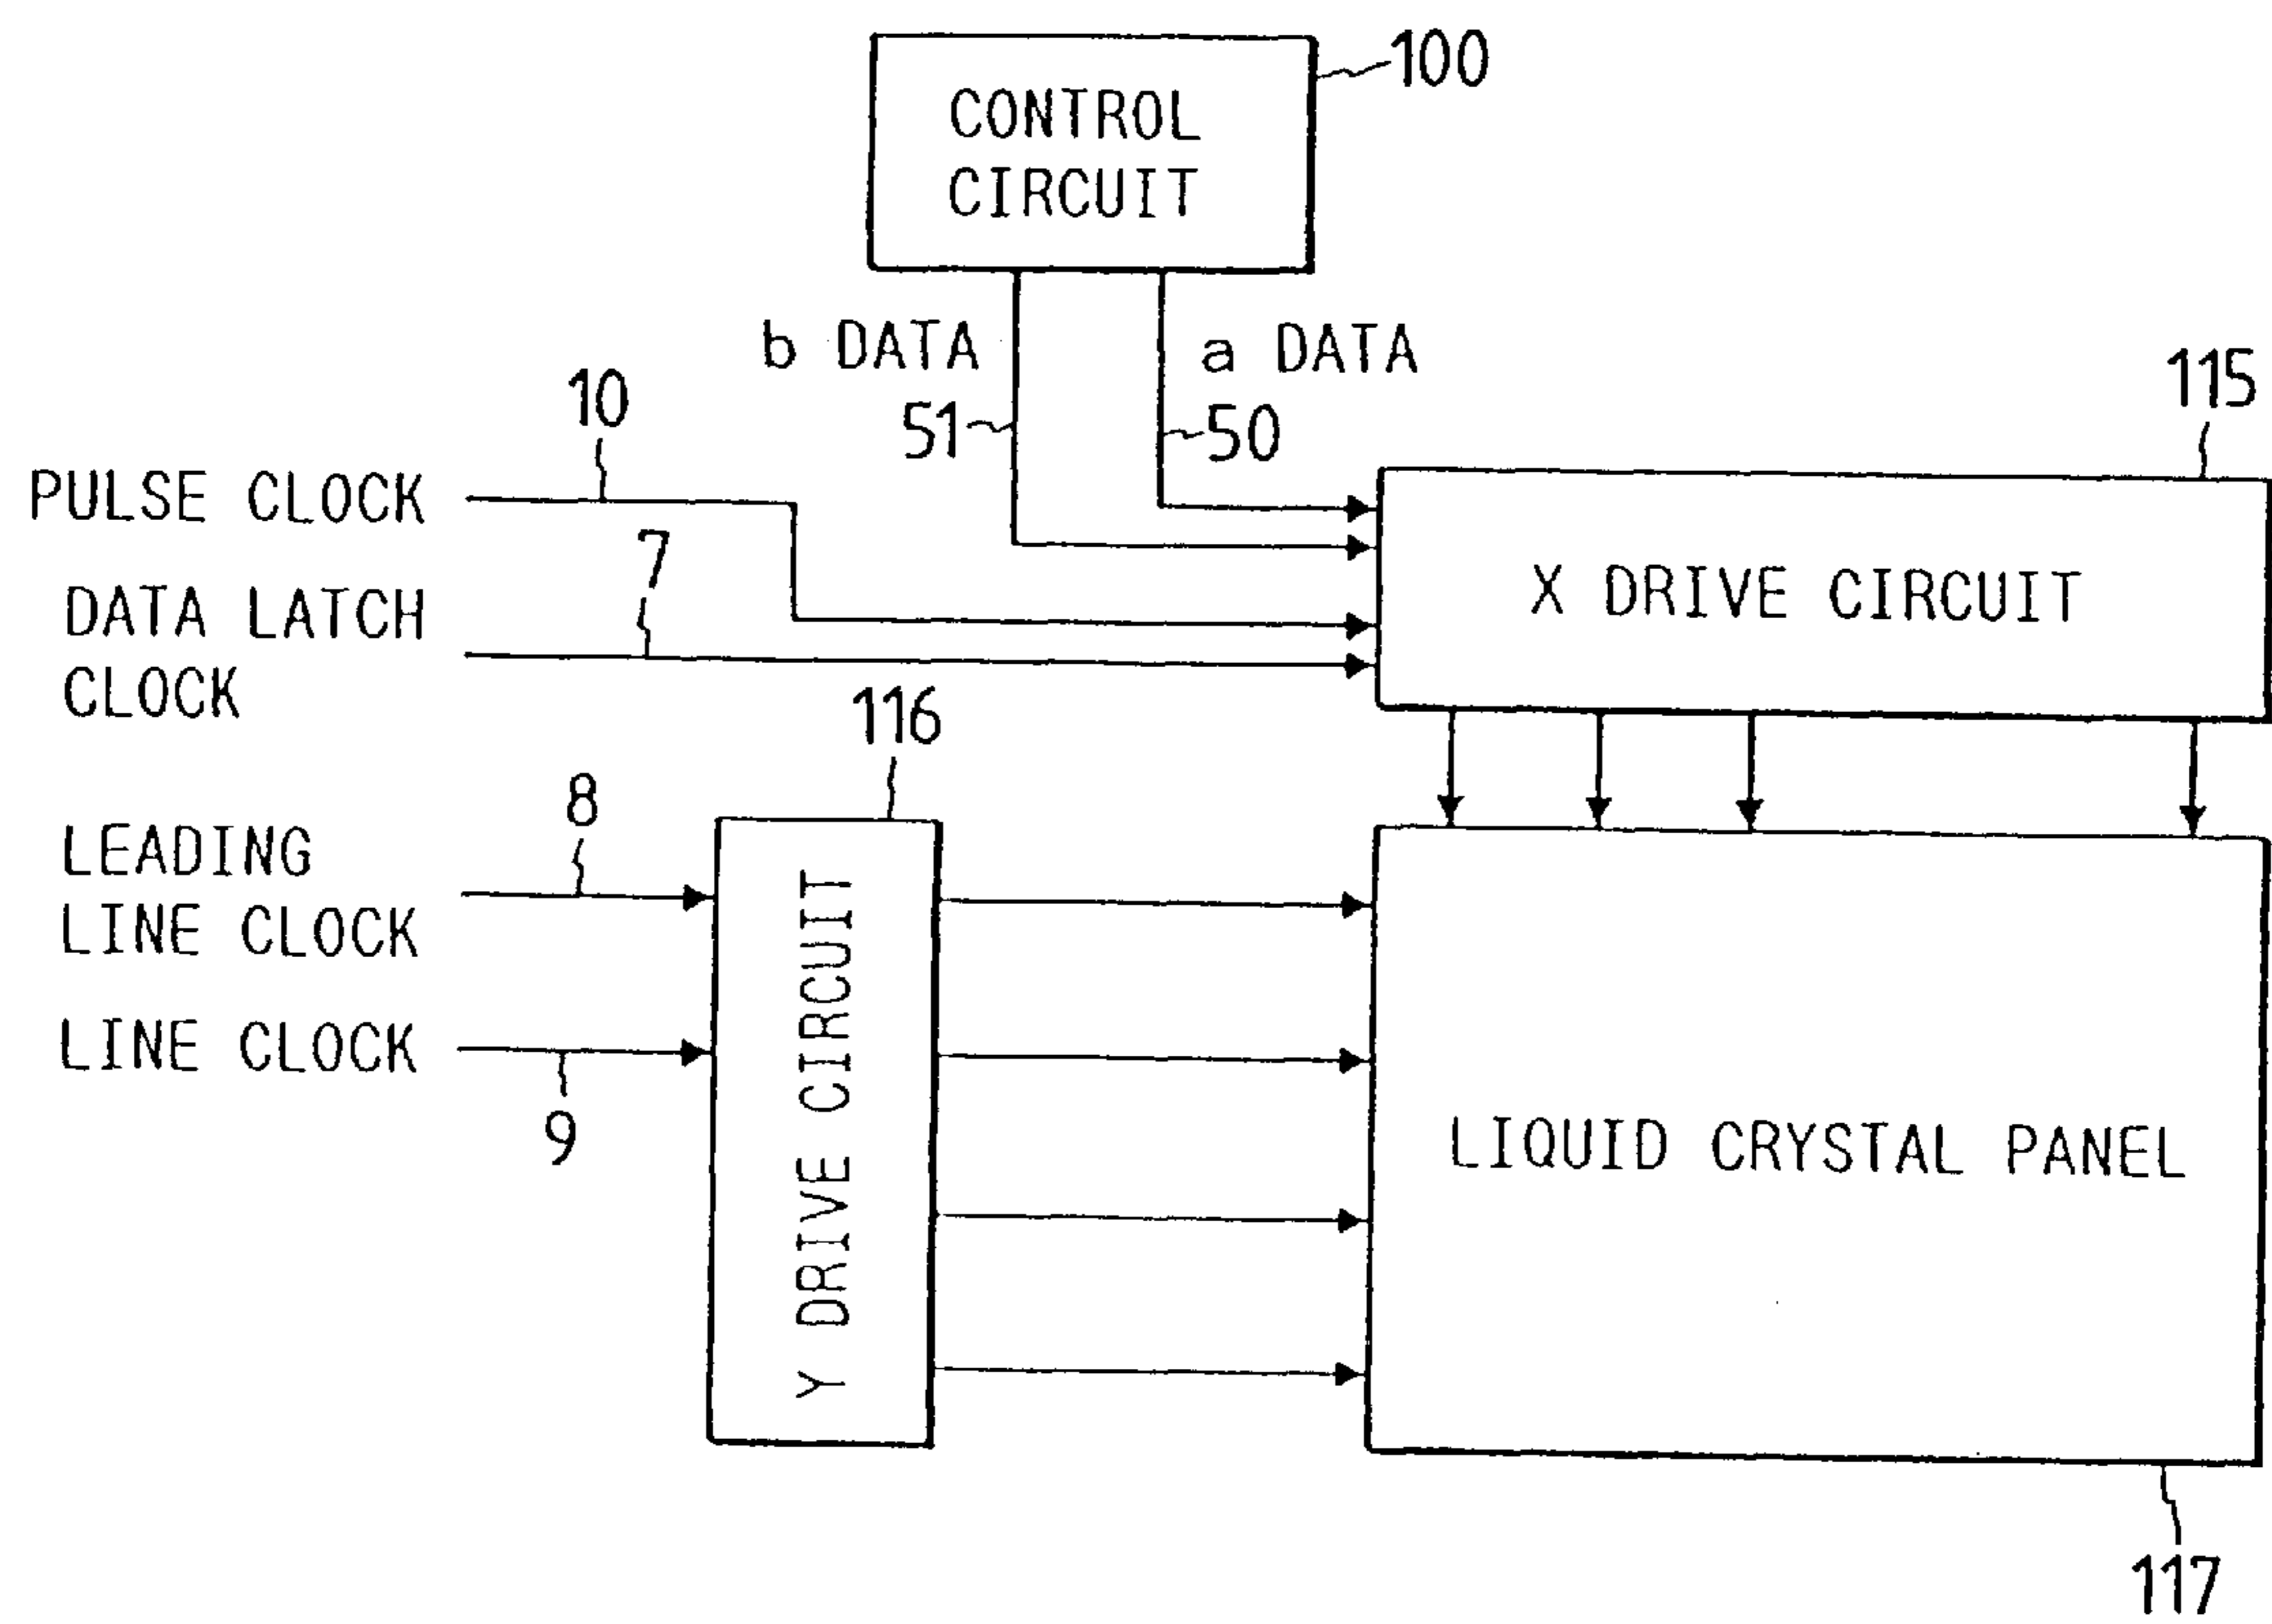 100
CONTROL
CIRCUIT
b DATA
a DATA
51
50
115
10
PULSE CLOCK
7
DATA LATCH
CLOCK
X DRIVE CIRCUIT
116
8
LEADING
LINE CLOCK
LINE CLOCK
9
Y DRIVE CIRCUIT
LIQUID CRYSTAL PANEL
117